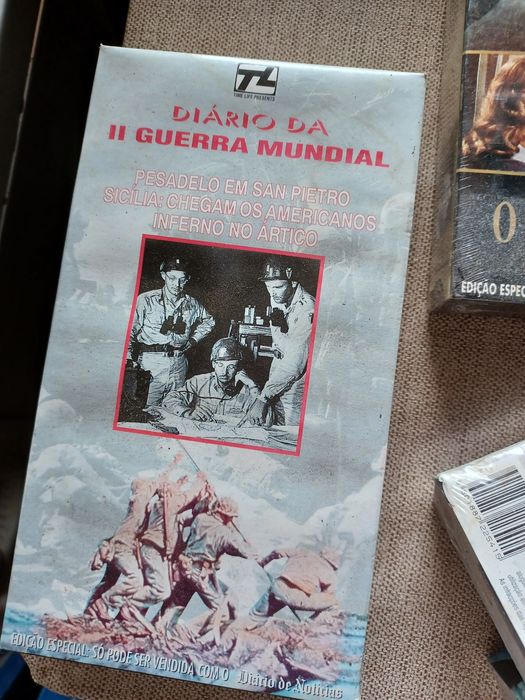 TL
TIME LIFE PRESENTS
DIÁRIO DA
II GUERRA MUNDIAL
PESADELO EM SAN PIETRO
SICÍLIA: CHEGAM OS AMERICANOS
INFERNO NO ÁRTICO
EDIÇÃO ESPECIAL: SÓ PODE SER VENDIDA COM O Diário de Notícias
O
EDIÇÃO ESPEC